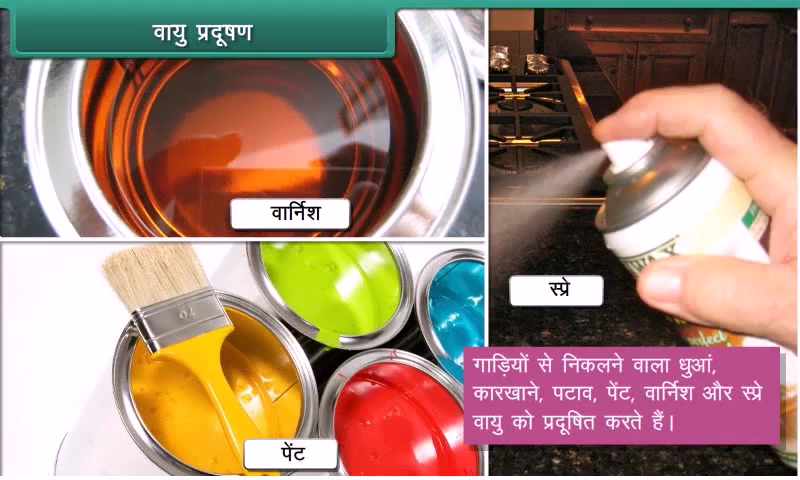 वायु प्रदूषण
वार्निश
स्प्रे
पेंट
गाड़ियों से निकलने वाला धुआं,
कारखाने, पटाव, पेंट, वार्निश और स्प्रे
वायु को प्रदूषित करते हैं।